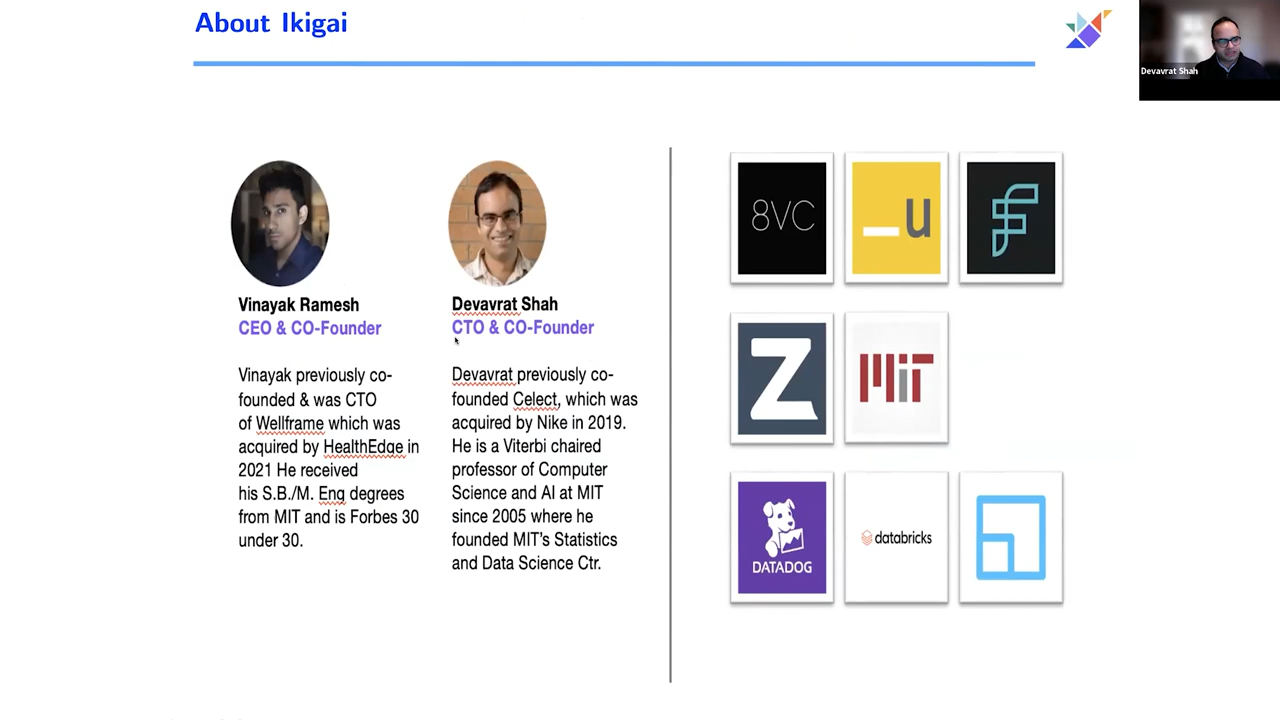 About Ikigai
Devavrat Shah
Vinayak Ramesh
CEO & CO-Founder
Vinayak previously co-
founded & was CTO
of Wellframe which was
acquired by HealthEdge in
2021 He received
his S.B./M. Eng degrees
from MIT and is Forbes 30
under 30.
Devavrat Shah
CTO & CO-Founder
Devavrat previously co-
founded Celect, which was
acquired by Nike in 2019.
He is a Viterbi chaired
professor of Computer
Science and AI at MIT
since 2005 where he
founded MIT's Statistics
and Data Science Ctr.
8VC
_u
F
Z
MIT
DATADOG
databricks